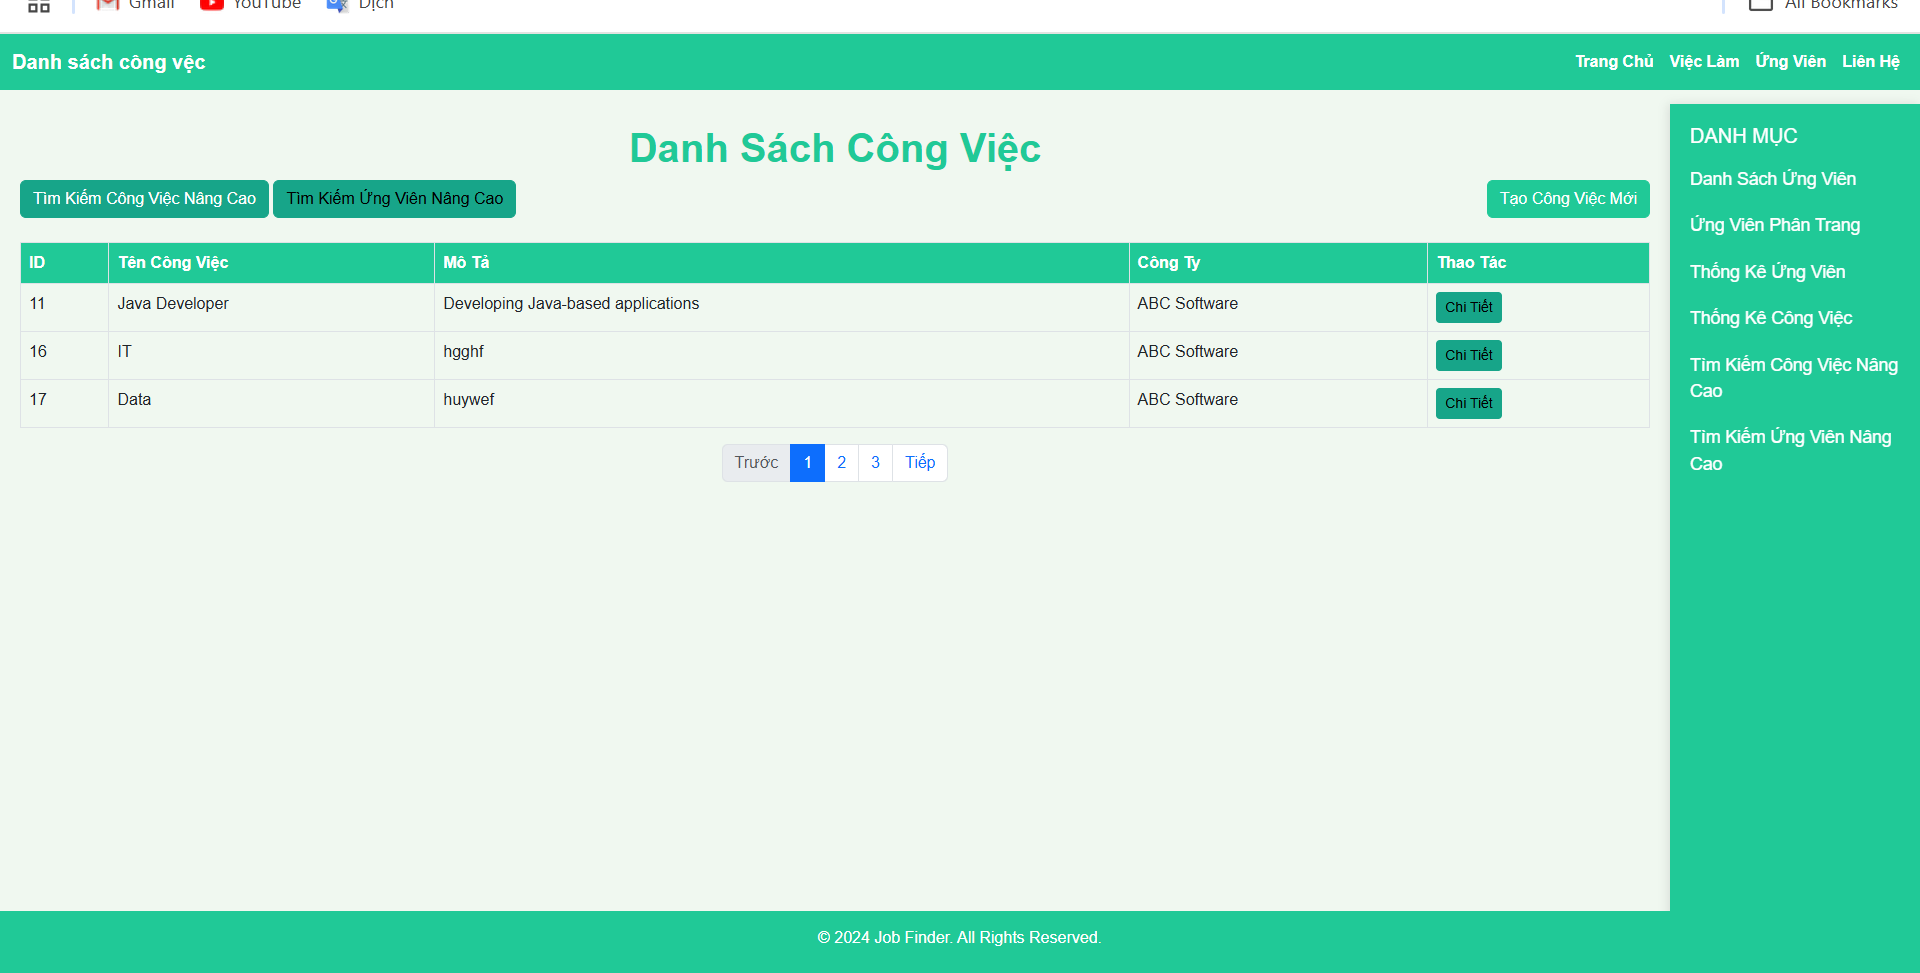 Gmail YouTube Dịch All Bookmarks
Danh sách công vệc Trang Chủ Việc Làm Ứng Viên Liên Hệ
Danh Sách Công Việc
Tìm Kiếm Công Việc Nâng Cao Tìm Kiếm Ứng Viên Nâng Cao Tạo Công Việc Mới
ID Tên Công Việc Mô Tả Công Ty Thao Tác
11 Java Developer Developing Java-based applications ABC Software Chi Tiết
16 IT hgghf ABC Software Chi Tiết
17 Data huywef ABC Software Chi Tiết
Trước 1 2 3 Tiếp
DANH MỤC
Danh Sách Ứng Viên
Ứng Viên Phân Trang
Thống Kê Ứng Viên
Thống Kê Công Việc
Tìm Kiếm Công Việc Nâng
Cao
Tìm Kiếm Ứng Viên Nâng
Cao
© 2024 Job Finder. All Rights Reserved.